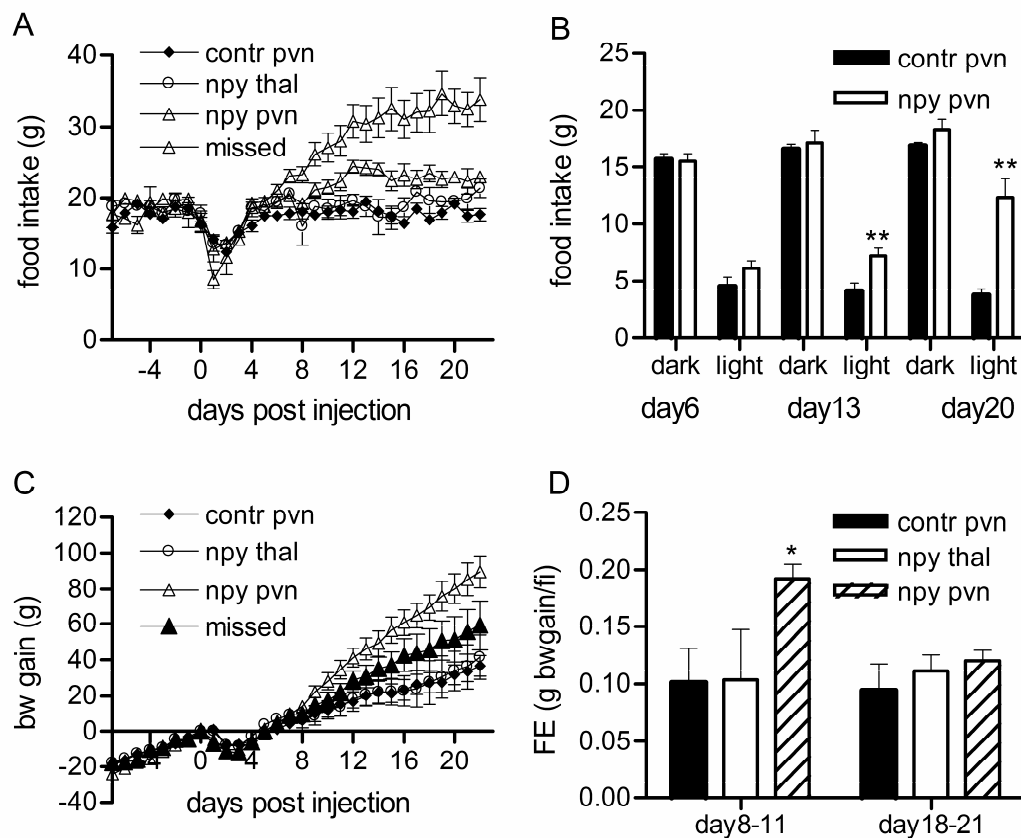 A
contr pvn
npy thal
npy pvn
missed
food intake (g)
40
30
20
10
0
-4 0 4 8 12 16 20
days post injection
B
contr pvn
npy pvn
food intake (g)
25
20
15
10
5
0
**
**
dark light dark light dark light
day6 day13 day20
C
contr pvn
npy thal
npy pvn
missed
bw gain (g)
120
100
80
60
40
20
0
-20
-40
0 4 8 12 16 20
days post injection
D
contr pvn
npy thal
npy pvn
FE (g bwgain/fi)
0.25
0.20
0.15
0.10
0.05
0.00
*
day8-11 day18-21